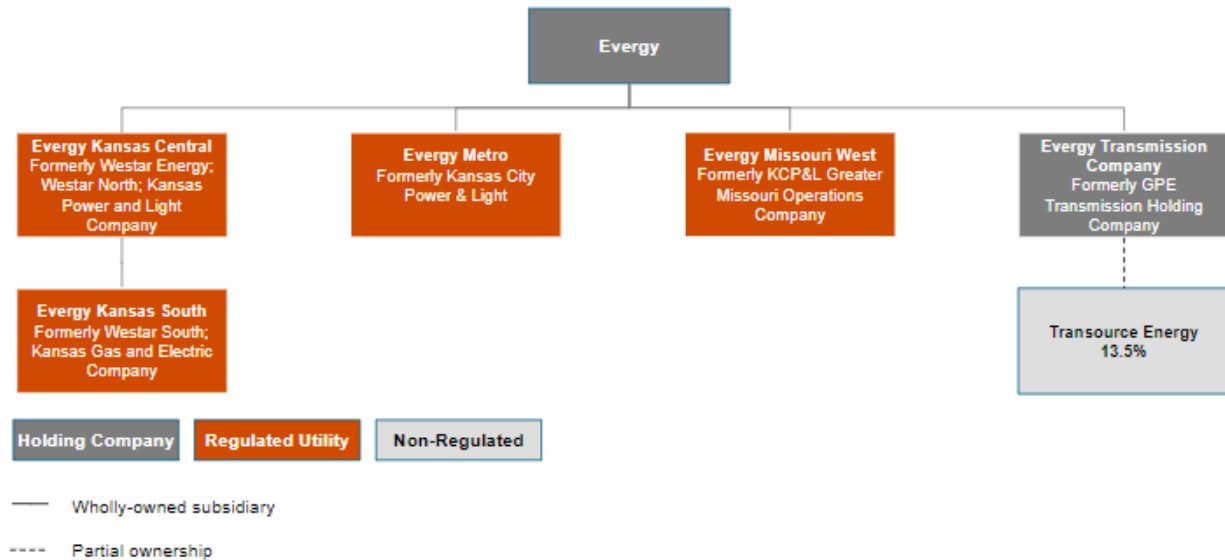 Evergy
Evergy Kansas Central
Formerly Westar Energy;
Westar North; Kansas
Power and Light
Company
Evergy Metro
Formerly Kansas City
Power & Light
Evergy Missouri West
Formerly KCP&L Greater
Missouri Operations
Company
Evergy Transmission
Company
Formerly GPE
Transmission Holding
Company
Evergy Kansas South
Formerly Westar South;
Kansas Gas and Electric
Company
Transource Energy
13.5%
Holding Company
Regulated Utility
Non-Regulated
Wholly-owned subsidiary
Partial ownership